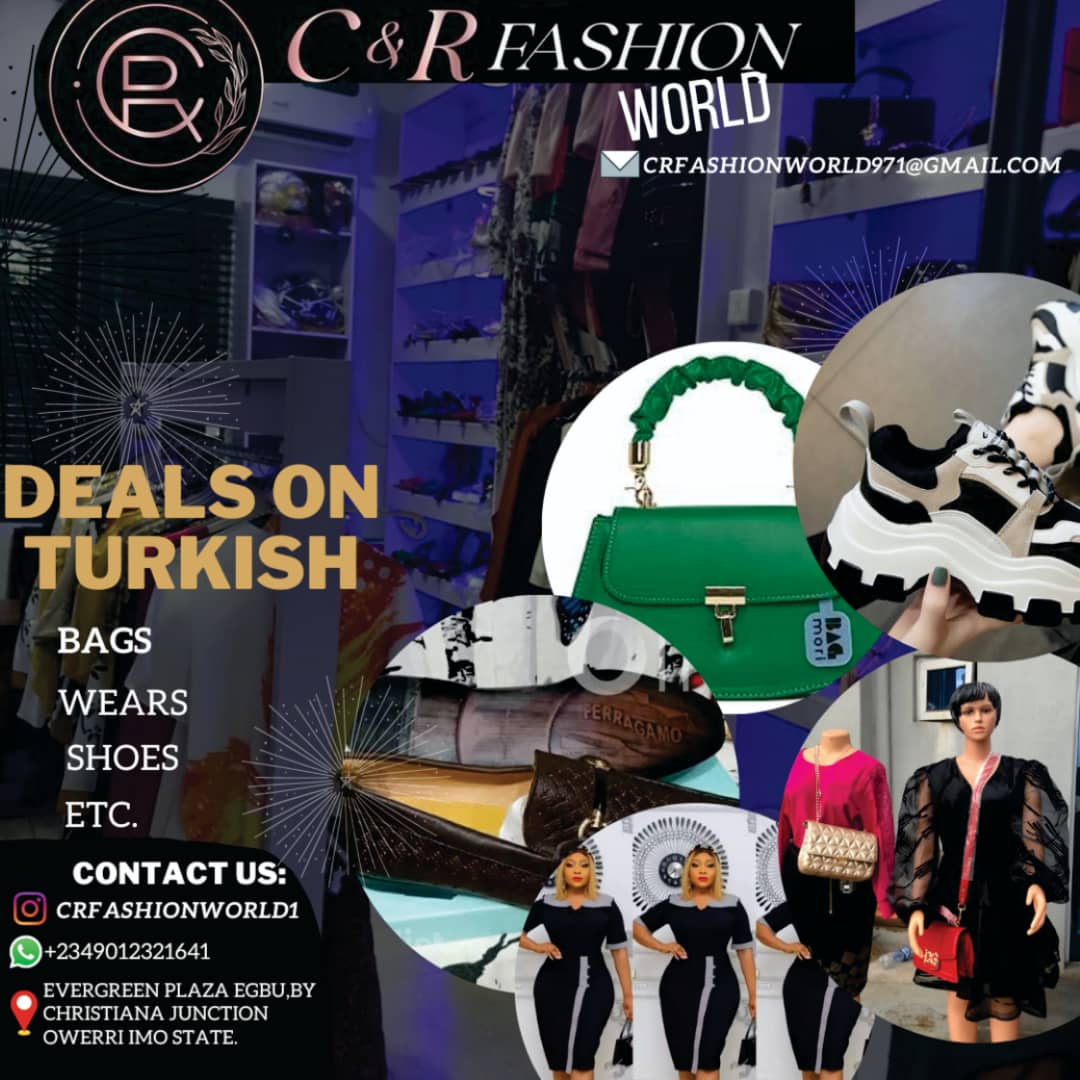 CR
C & R FASHION
WORLD
CRFASHIONWORLD971@GMAIL.COM
DEALS ON
TURKISH
BAGS
WEARS
SHOES
ETC.
BAG
mori
FERRAGAMO
CONTACT US:
CRFASHIONWORLD1
+2349012321641
EVERGREEN PLAZA EGBU,BY
CHRISTIANA JUNCTION
OWERRI IMO STATE.